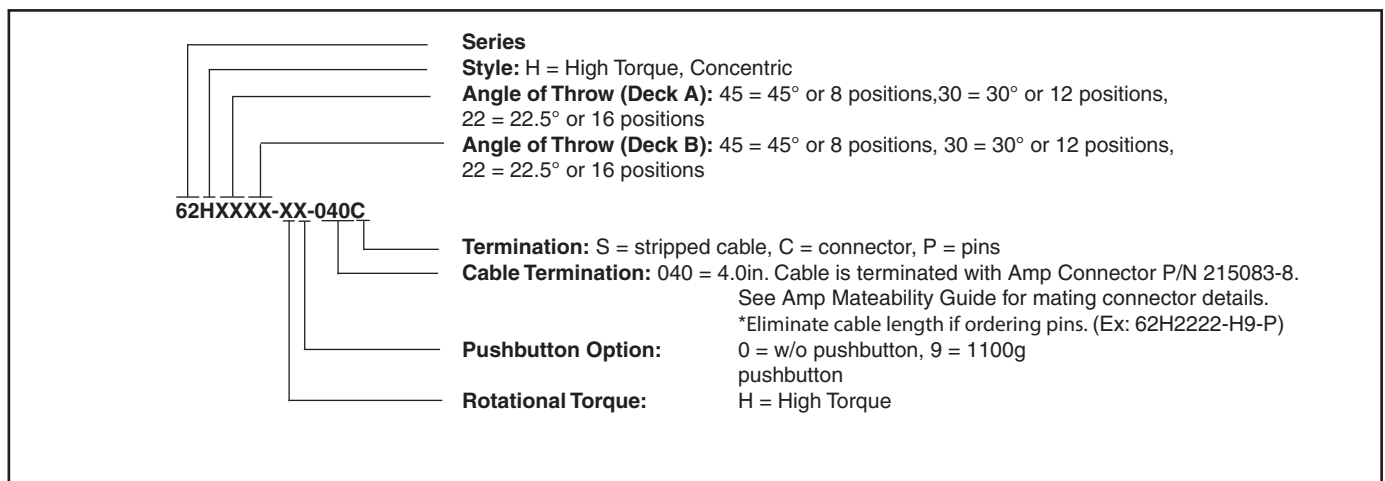 Series
Style: H = High Torque, Concentric
Angle of Throw (Deck A): 45 = 45° or 8 positions,30 = 30° or 12 positions,
22 = 22.5° or 16 positions
Angle of Throw (Deck B): 45 = 45° or 8 positions, 30 = 30° or 12 positions,
22 = 22.5° or 16 positions
62HXXXX-XX-040C
Termination: S = stripped cable, C = connector, P = pins
Cable Termination: 040 = 4.0in. Cable is terminated with Amp Connector P/N 215083-8.
See Amp Mateability Guide for mating connector details.
*Eliminate cable length if ordering pins. (Ex: 62H2222-H9-P)
Pushbutton Option: 0 = w/o pushbutton, 9 = 1100g
pushbutton
Rotational Torque: H = High Torque